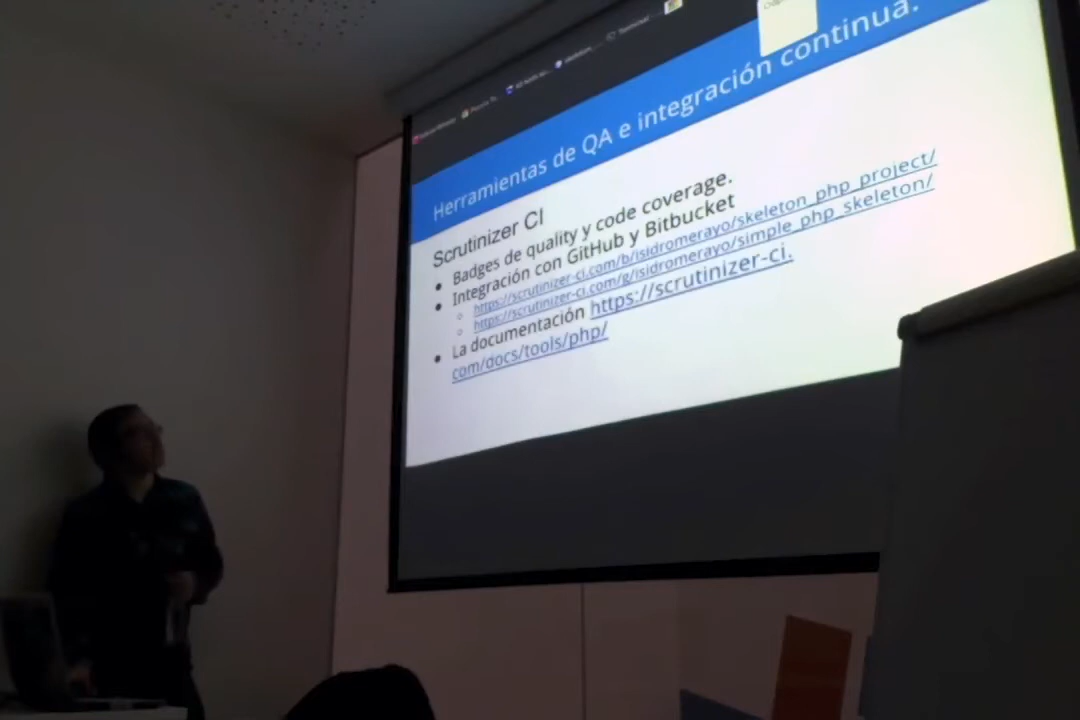 Herramientas de QA e integración continua.
Scrutinizer CI
Badges de quality y code coverage.
Integración con GitHub y Bitbucket
https://scrutinizer-ci.com/b/isidromerayo/skeleton_php_project/
https://scrutinizer-ci.com/g/isidromerayo/simple_php_skeleton/
La documentación https://scrutinizer-ci.
com/docs/tools/php/